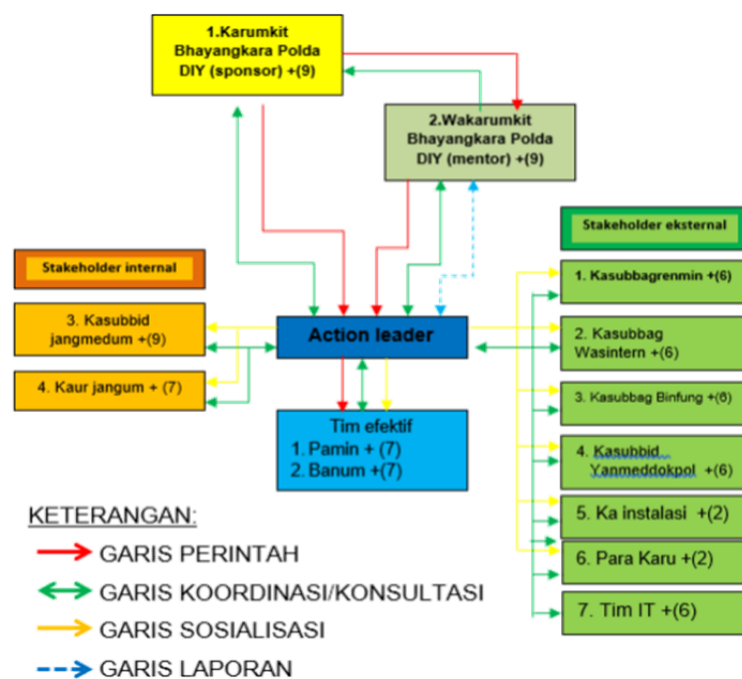 1.Karumkit
Bhayangkara Polda
DIY (sponsor) +(9)
2.Wakarumkit
Bhayangkara Polda
DIY (mentor) +(9)
Stakeholder internal
3. Kasubbid
jangmedum +(9)
4. Kaur jangum + (7)
Action leader
Tim efektif
1. Pamin + (7)
2. Banum +(7)
Stakeholder eksternal
1. Kasubbagrenmin +(6)
2. Kasubbag
Wasintern +(6)
3. Kasubbag Binfung +(6)
4. Kasubbid
Yanmeddokpol +(6)
5. Ka instalasi +(2)
6. Para Karu +(2)
7. Tim IT +(6)
KETERANGAN:
GARIS PERINTAH
GARIS KOORDINASI/KONSULTASI
GARIS SOSIALISASI
GARIS LAPORAN